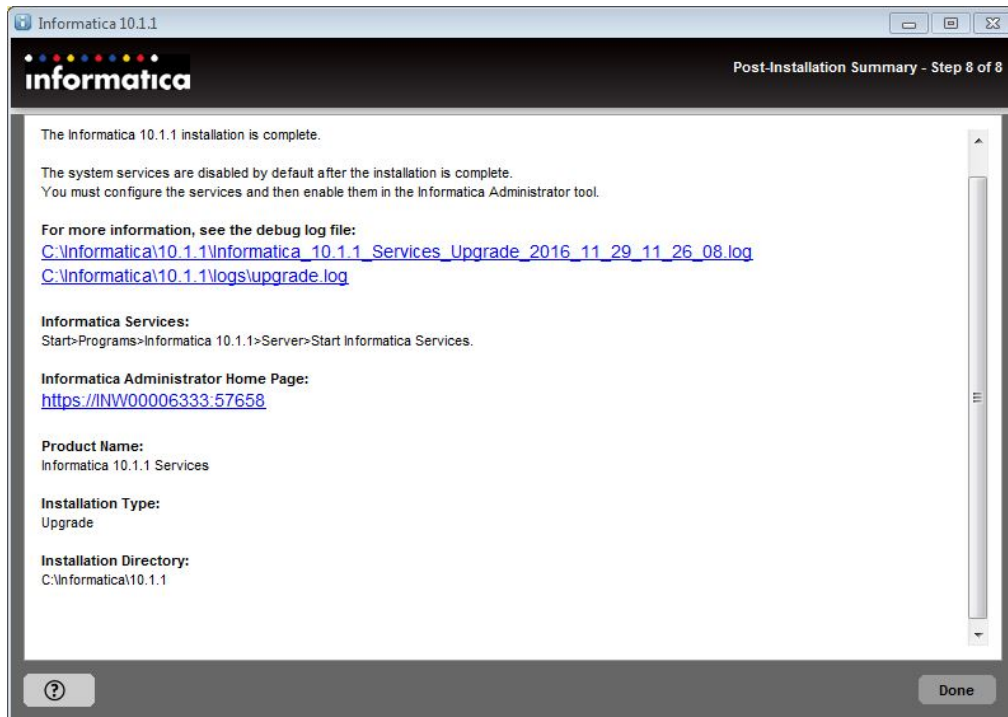 Informatica 10.1.1
informatica
Post-Installation Summary - Step 8 of 8
The Informatica 10.1.1 installation is complete.
The system services are disabled by default after the installation is complete.
You must configure the services and then enable them in the Informatica Administrator tool.
For more information, see the debug log file:
C:\Informatica\10.1.1\Informatica_10.1.1_Services_Upgrade_2016_11_29_11_26_08.log
C:\Informatica\10.1.1\logs\upgrade.log
Informatica Services:
Start>Programs>Informatica 10.1.1>Server>Start Informatica Services.
Informatica Administrator Home Page:
https://INW00006333:57658
Product Name:
Informatica 10.1.1 Services
Installation Type:
Upgrade
Installation Directory:
C:\Informatica\10.1.1
?
Done